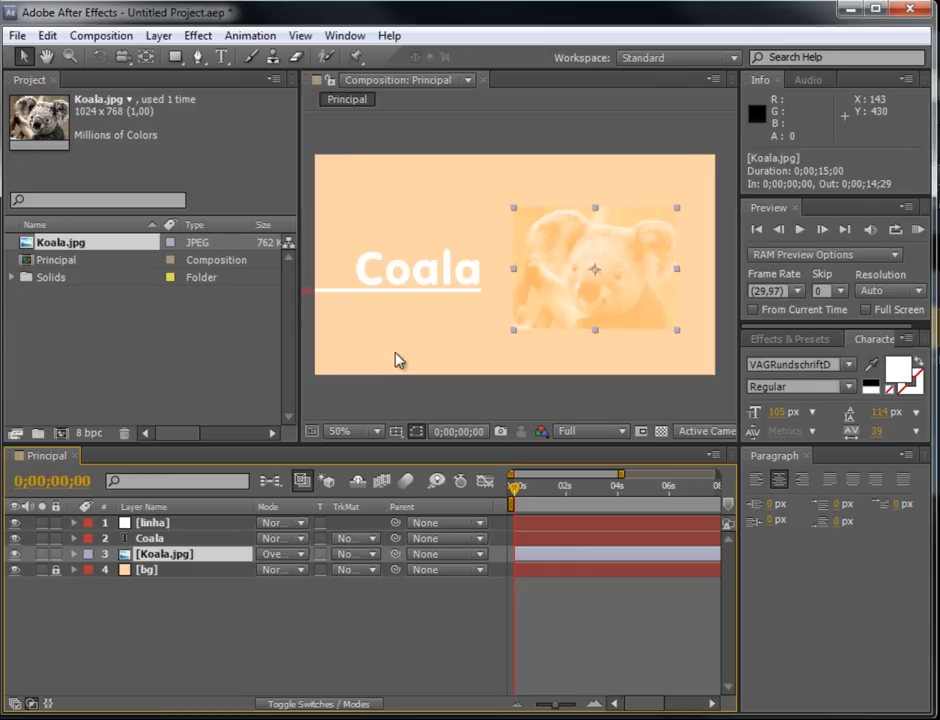 Adobe After Effects - Untitled Project.aep *
File Edit Composition Layer Effect Animation View Window Help
Workspace: Standard Search Help
Project
Koala.jpg , used 1 time
1024 x 768 (1,00)
Millions of Colors
Name Type Size
Koala.jpg JPEG 762 K
Principal Composition
Solids Folder
8 bpc
Composition: Principal
Principal
Coala
50% 0;00;00;00 Full Active Came
Info Audio
R : X : 143
G : Y : 430
B :
A : 0
[Koala.jpg]
Duration: 0;00;15;00
In: 0;00;00;00, Out: 0;00;14;29
Preview
RAM Preview Options
Frame Rate Skip Resolution
(29,97) 0 Auto
From Current Time Full Screen
Effects & Presets Characte
VAGRundschriftD
Regular
105 px 114 px
Metrics 39
Paragraph
0 px 0 px 0 px
0 px 0 px
Principal
0;00;00;00
02s 04s 06s
# Layer Name Mode T TrkMat Parent
1 [linha] Nor... None
2 T Coala Nor... No... None
3 [Koala.jpg] Ove... No... None
4 [bg] Nor... No... None
Toggle Switches / Modes